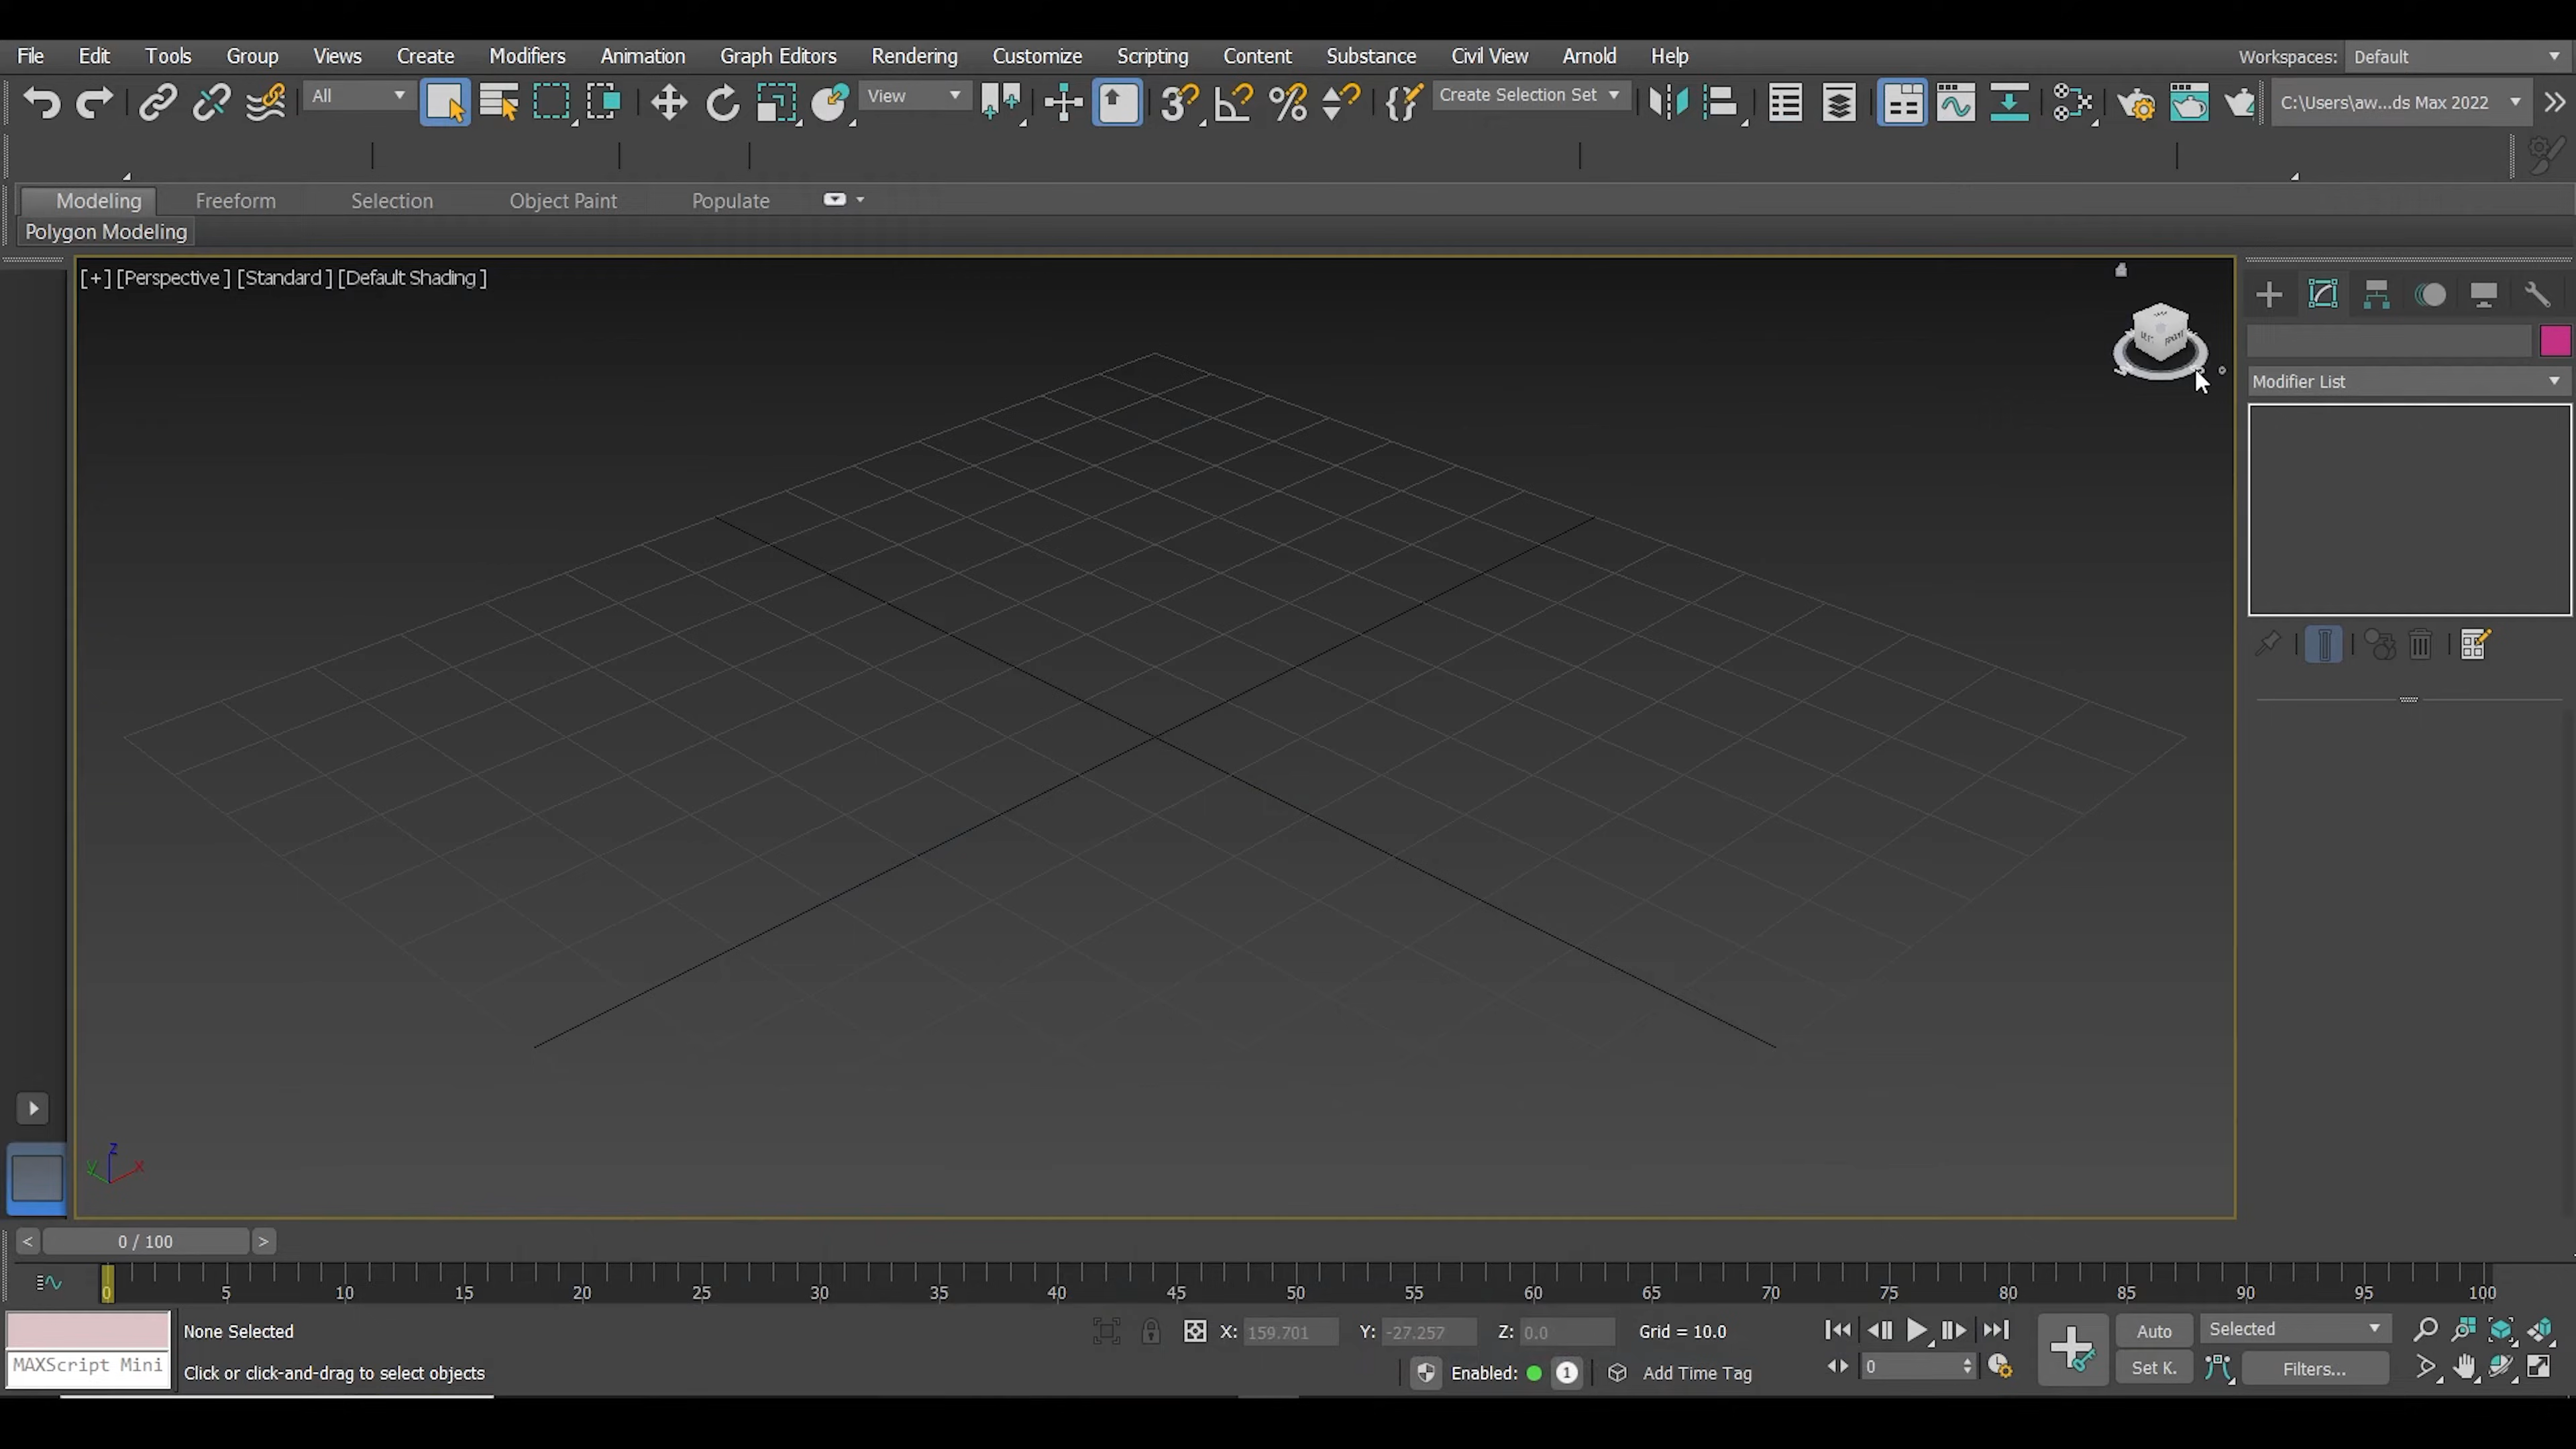 File Edit Tools Group Views Create Modifiers Animation Graph Editors Rendering Customize Scripting Content Substance Civil View Arnold Help Workspaces: Default
All View 3 % Create Selection Set C:\Users\aw...ds Max 2022
Modeling Freeform Selection Object Paint Populate
Polygon Modeling
[+] [Perspective ] [Standard ] [Default Shading ]
Modifier List
z
y x
< 0 / 100 >
0 5 10 15 20 25 30 35 40 45 50 55 60 65 70 75 80 85 90 95 100
None Selected X: 159.701 Y: -27.257 Z: 0.0 Grid = 10.0 Auto Selected
MAXScript Mini Click or click-and-drag to select objects Enabled: 1 Add Time Tag 0 Set K. Filters...